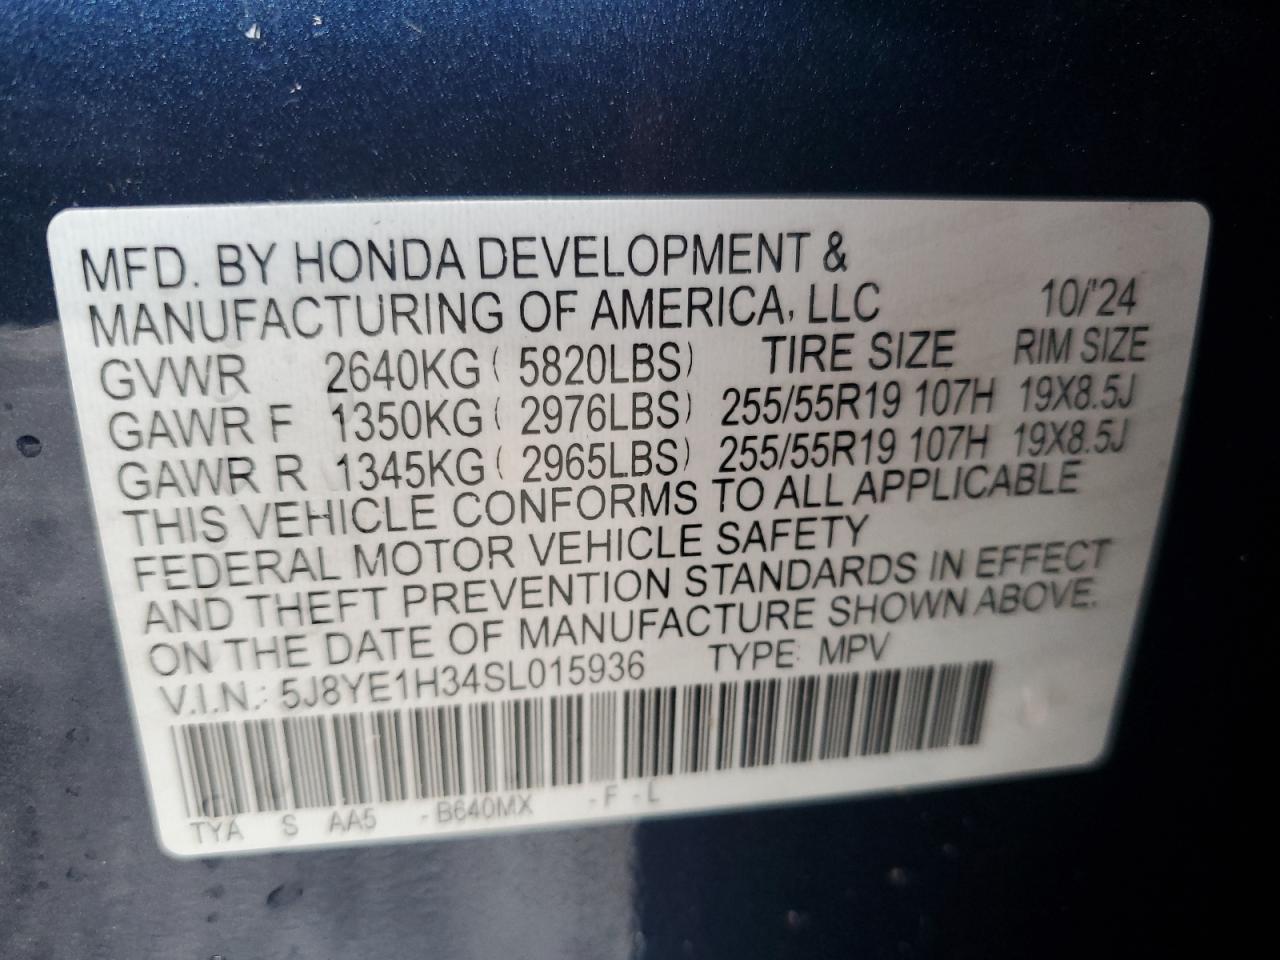 MFD. BY HONDA DEVELOPMENT &
MANUFACTURING OF AMERICA, LLC 10/'24
GVWR 2640KG ( 5820LBS) TIRE SIZE RIM SIZE
GAWR F 1350KG ( 2976LBS) 255/55R19 107H 19X8.5J
GAWR R 1345KG ( 2965LBS) 255/55R19 107H 19X8.5J
THIS VEHICLE CONFORMS TO ALL APPLICABLE
FEDERAL MOTOR VEHICLE SAFETY
AND THEFT PREVENTION STANDARDS IN EFFECT
ON THE DATE OF MANUFACTURE SHOWN ABOVE.
V.I.N.: 5J8YE1H34SL015936 TYPE: MPV
TYA S AA5 -B640MX -F -L